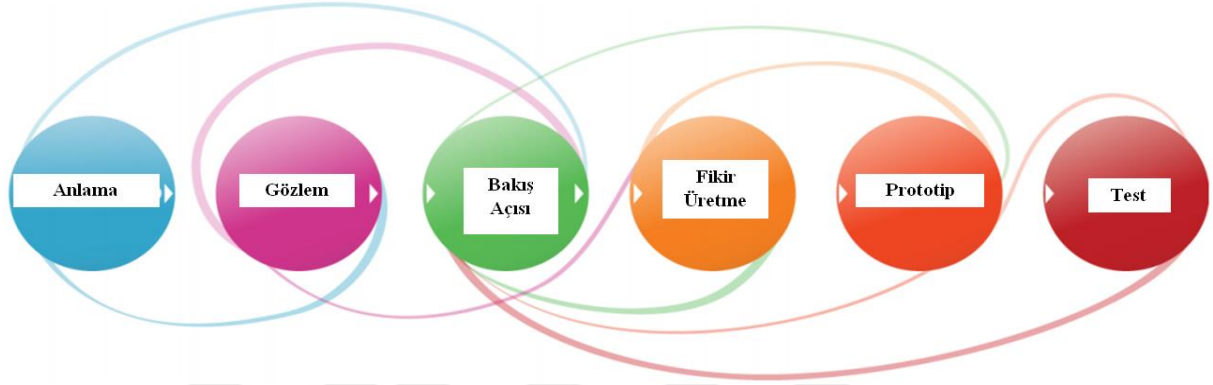 Anlama
Gözlem
Bakış
Açısı
Fikir
Üretme
Prototip
Test